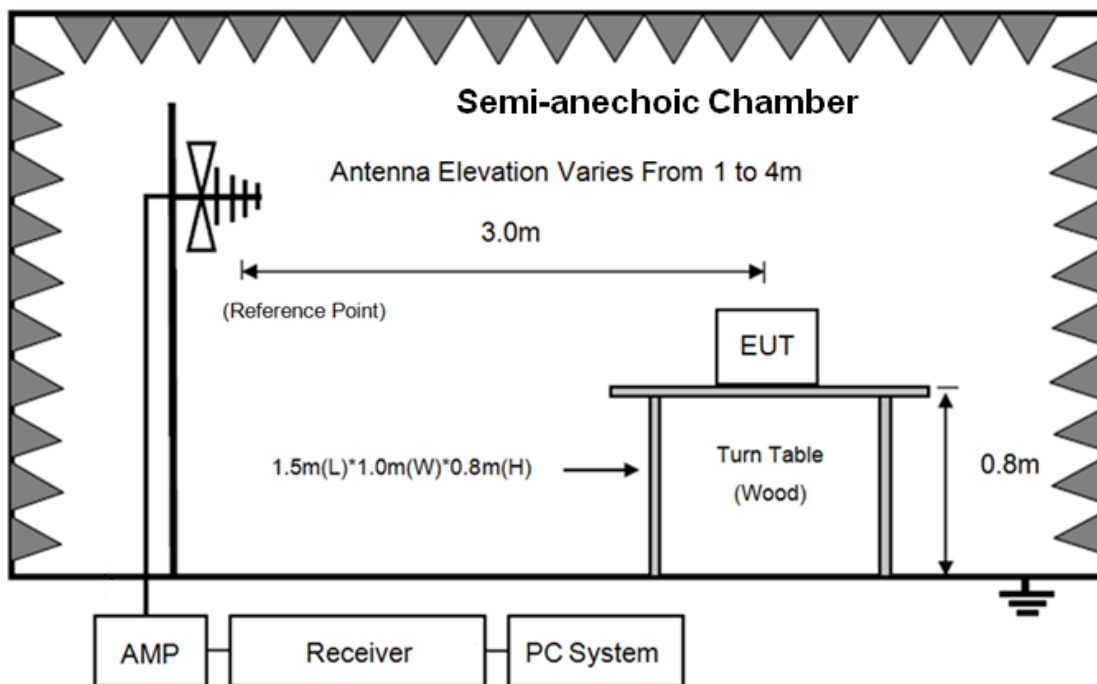 Semi-anechoic Chamber
Antenna Elevation Varies From 1 to 4m
3.0m
(Reference Point)
EUT
1.5m(L)*1.0m(W)*0.8m(H)
Turn Table
(Wood)
0.8m
AMP
Receiver
PC System